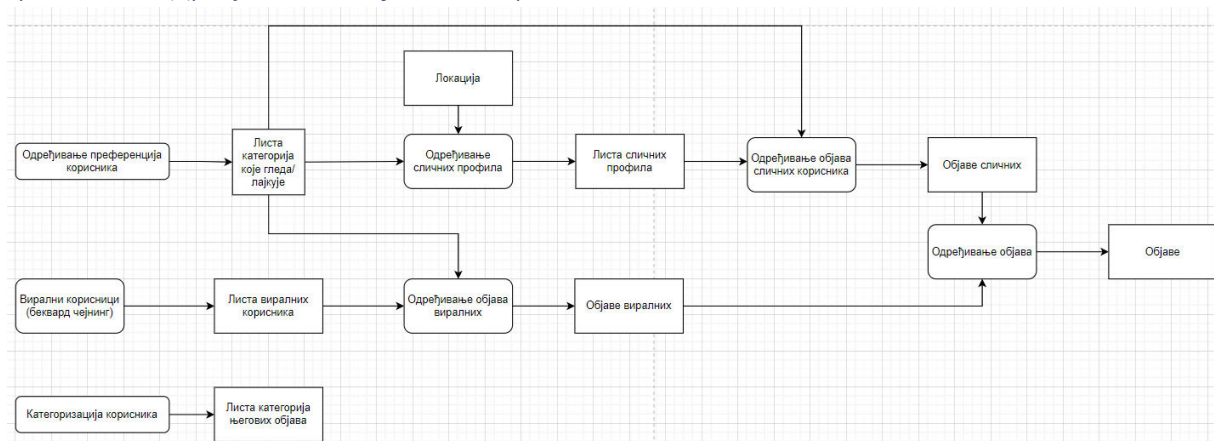 Локација
Одређивање преференција
корисника
Листа
категорија
које гледа/
лајкује
Одређивање
сличних профила
Листа сличних
профила
Одређивање објава
сличних корисника
Објаве сличних
Одређивање објава
Објаве
Вирални корисници
(беквард чејнинг)
Листа виралних
корисника
Одређивање објава
виралних
Објаве виралних
Категоризација корисника
Листа категорија
његових објава